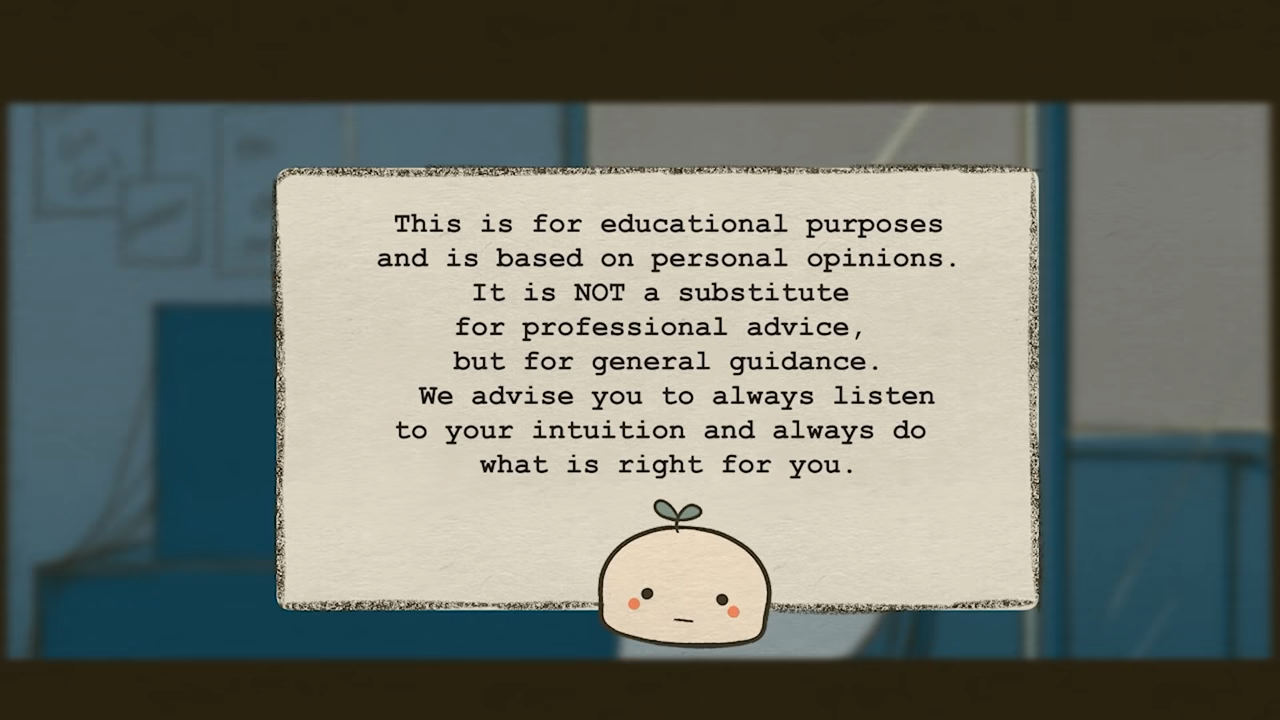 This is for educational purposes
and is based on personal opinions.
It is NOT a substitute
for professional advice,
but for general guidance.
We advise you to always listen
to your intuition and always do
what is right for you.